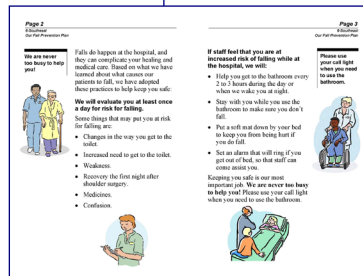 Page 2
6 Southeast
Our Fall Prevention Plan
We are never
too busy to help
you!
Falls do happen at the hospital, and
they can complicate your healing and
medical care. Based on what we have
learned about what causes our
patients to fall, we have adopted
these practices to help keep you safe:
We will evaluate you at least once
a day for risk for falling.
Some things that may put you at
risk for falling are:
• Changes in the way you get to the
toilet.
• Increased need to get to the toilet.
• Weakness.
• Recovery the first night after
shoulder surgery.
• Medicines.
• Confusion.
Page 3
6 Southeast
Our Fall Prevention Plan
If staff feel that you are at
increased risk of falling while at
the hospital, we will:
• Help you get to the bathroom every
2 to 3 hours during the day or
when we wake you at night.
• Stay with you while you use the
bathroom to make sure you don't
fall.
• Put a soft mat down by your bed
to keep you from being hurt if
you do fall.
• Set an alarm that will ring if you
get out of bed, so that staff can
come assist you.
Keeping you safe is our most
important job. We are never too busy
to help you! Please use your call light
when you need to use the bathroom.
Please use
your call light
when you need
to use the
bathroom.